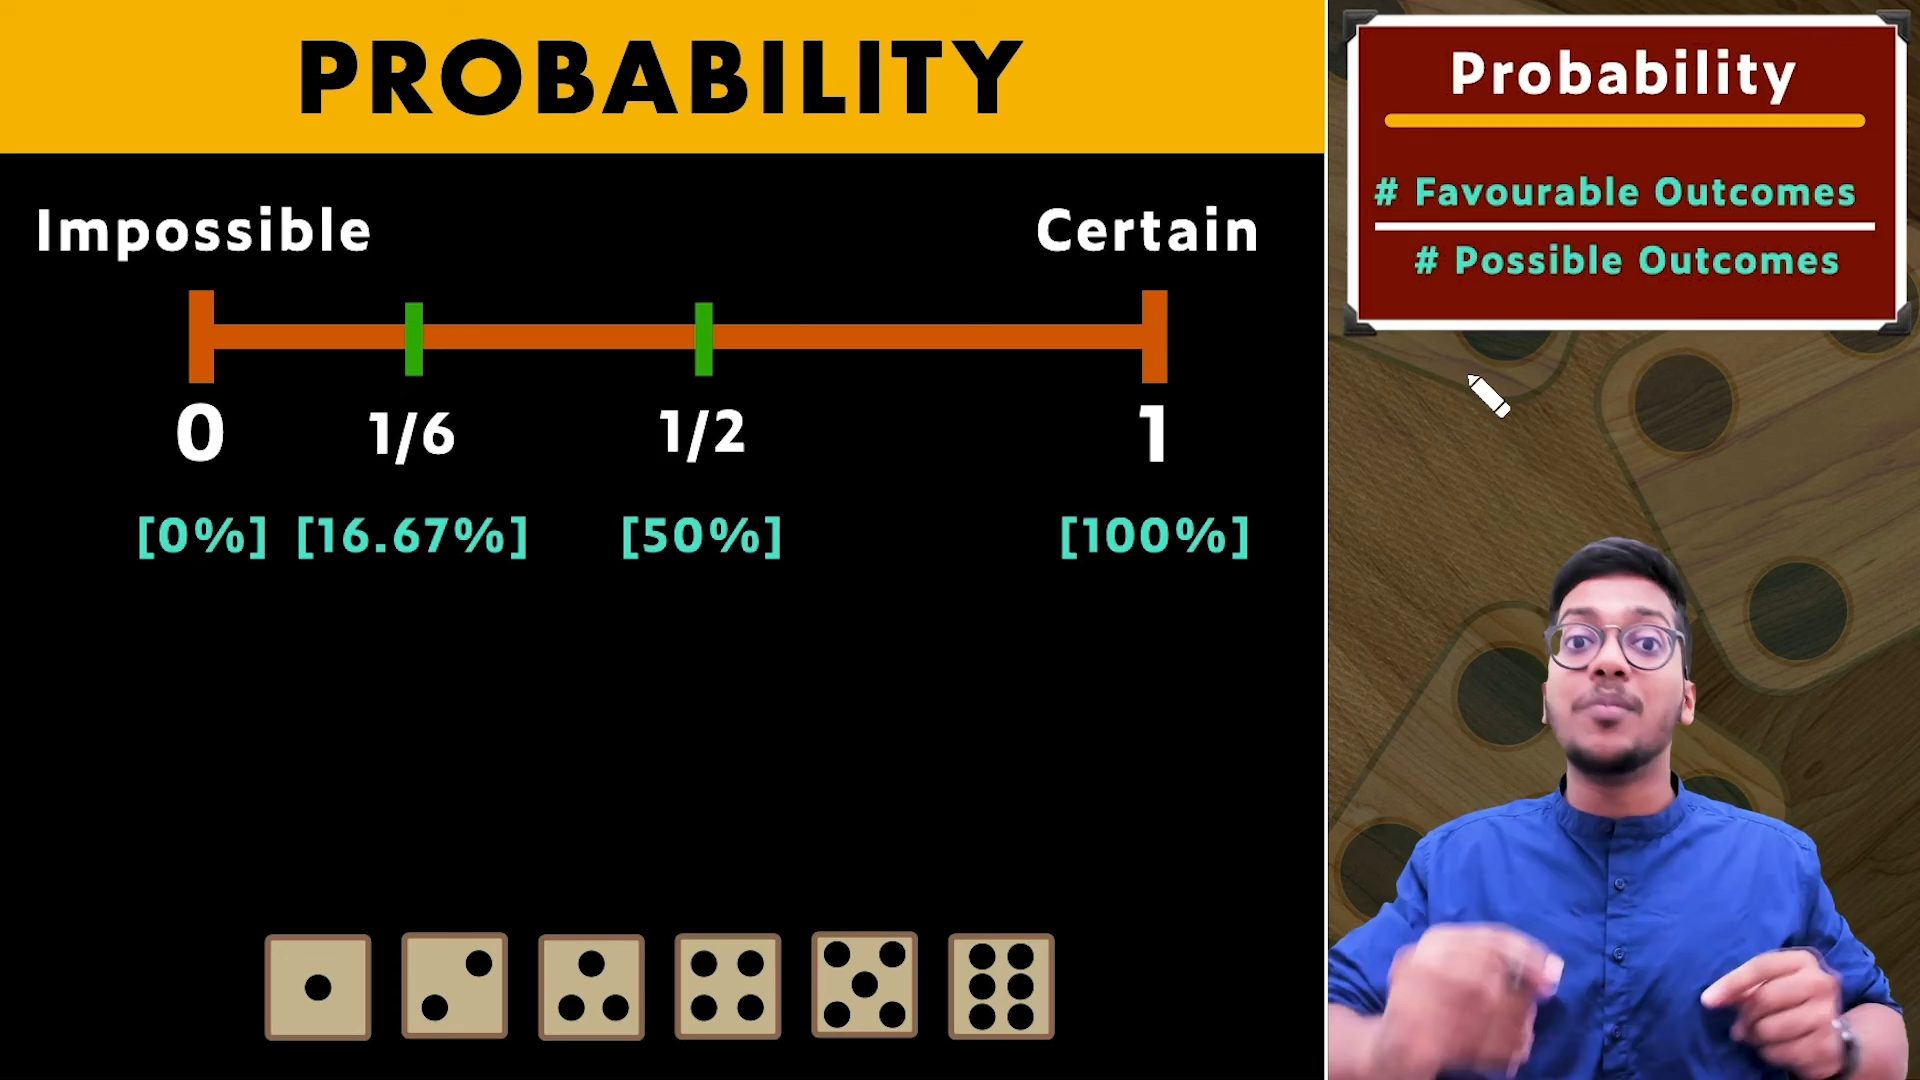 PROBABILITY
Impossible
Certain
0
1/6
1/2
1
[0%]
[16.67%]
[50%]
[100%]
Probability
# Favourable Outcomes
# Possible Outcomes